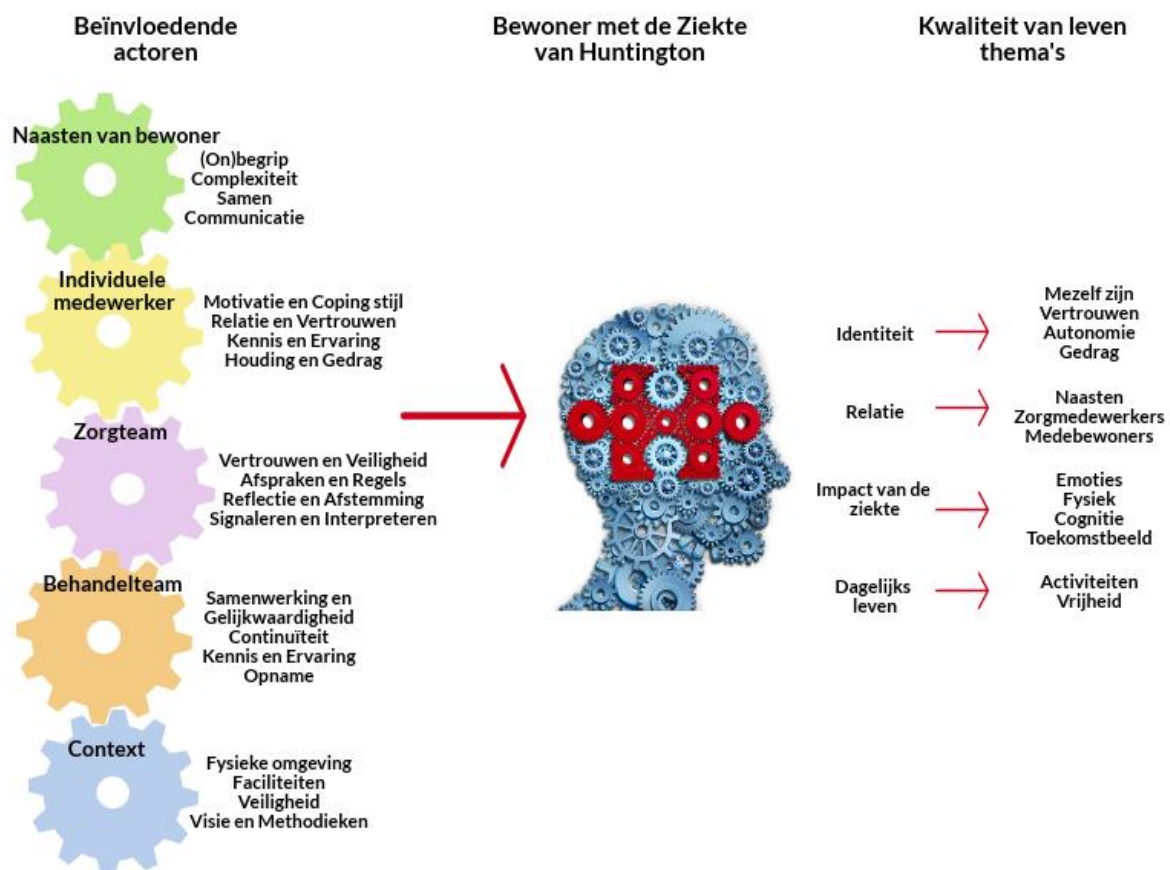 Beïnvloedende
actoren
Bewoner met de Ziekte
van Huntington
Kwaliteit van leven
thema's
Naasten van bewoner
(On)begrip
Complexiteit
Samen
Communicatie
Individuele
medewerker
Motivatie en Coping stijl
Relatie en Vertrouwen
Kennis en Ervaring
Houding en Gedrag
Zorgteam
Vertrouwen en Veiligheid
Afspraken en Regels
Reflectie en Afstemming
Signaleren en Interpreteren
Behandelteam
Samenwerking en
Gelijkwaardigheid
Continuïteit
Kennis en Ervaring
Opname
Context
Fysieke omgeving
Faciliteiten
Veiligheid
Visie en Methodieken
Identiteit
Mezelf zijn
Vertrouwen
Autonomie
Gedrag
Relatie
Naasten
Zorgmedewerkers
Medebewoners
Impact van de
ziekte
Emoties
Fysiek
Cognitie
Toekomstbeeld
Dagelijks
leven
Activiteiten
Vrijheid